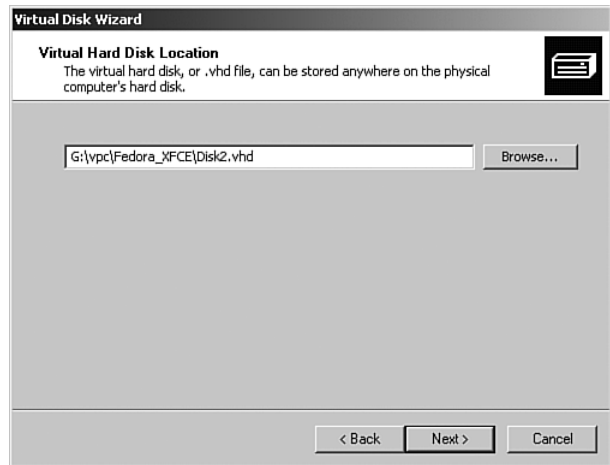 Virtual Disk Wizard
Virtual Hard Disk Location
The virtual hard disk, or .vhd file, can be stored anywhere on the physical
computer's hard disk.
G:\vpc\Fedora_XFCE\Disk2.vhd
Browse...
< Back
Next >
Cancel